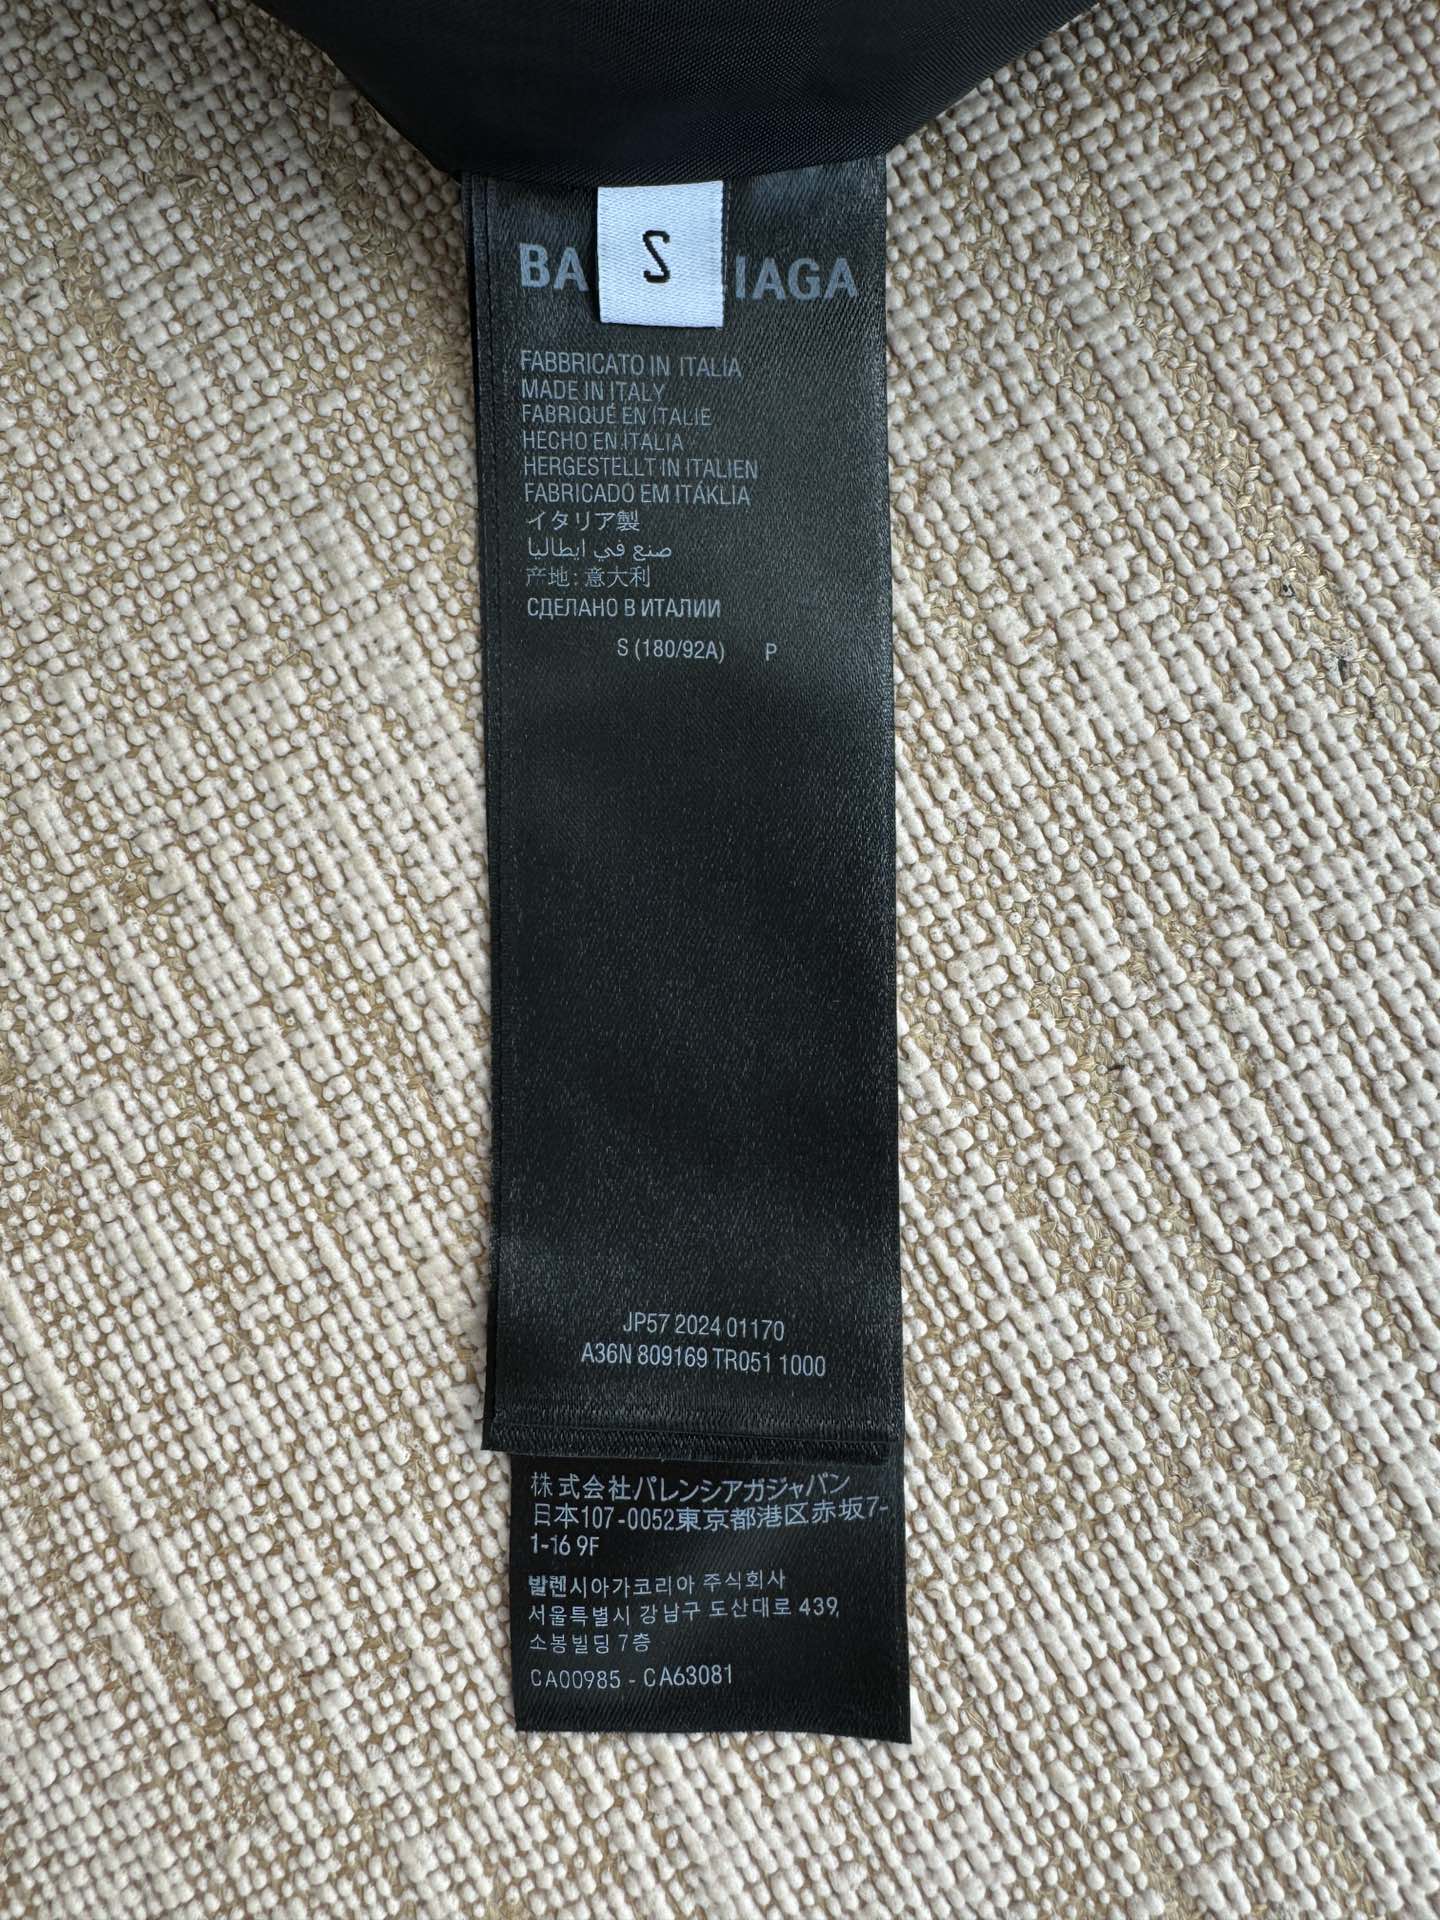 BA S IAGA
FABBRICATO IN ITALIA
MADE IN ITALY
FABRIQUÉ EN ITALIE
HECHO EN ITALIA
HERGESTELLT IN ITALIEN
FABRICADO EM ITÁKLIA
イタリア製
صنع في ايطاليا
产地: 意大利
СДЕЛАНО В ИТАЛИИ
S (180/92A) P
JP57 2024 01170
A36N 809169 TR051 1000
株式会社パレンシアガジャパン
日本107-0052東京都港区赤坂7-
1-16 9F
발렌시아가코리아 주식회사
서울특별시 강남구 도산대로 439,
소봉빌딩 7층
CA00985 - CA63081